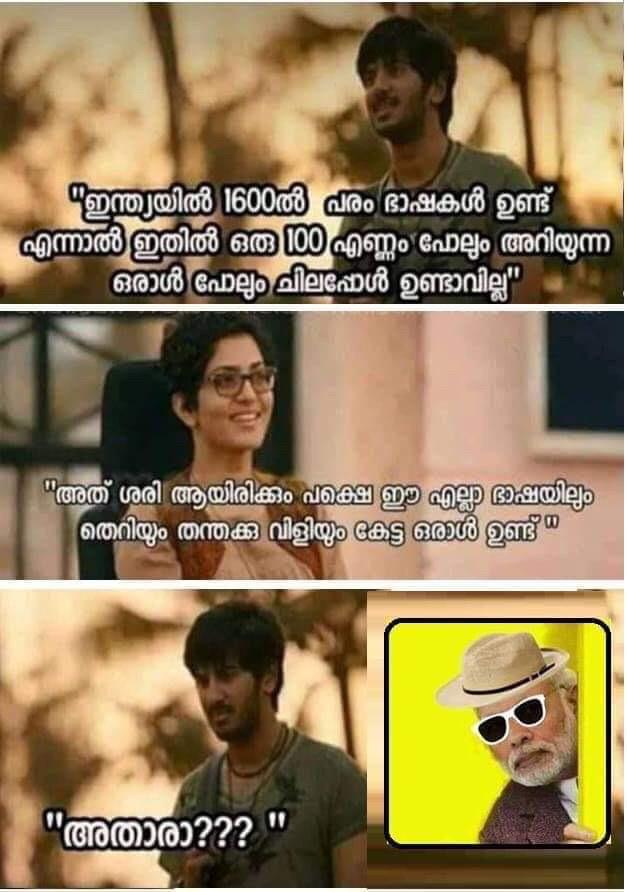 "ഇന്ത്യയിൽ 1600ൽ പരം ഭാഷകൾ ഉണ്ട്
എന്നാൽ ഇതിൽ ഒരു 100 എണ്ണം പോലും അറിയുന്ന
ഒരാൾ പോലും ചിലപ്പോൾ ഉണ്ടാവില്ല"
"അത് ശരി ആയിരിക്കും പക്ഷെ ഈ എല്ലാ ഭാഷയിലും
തെറിയും തന്തക്കു വിളിയും കേട്ട ഒരാൾ ഉണ്ട് "
"അതാരാ??? "